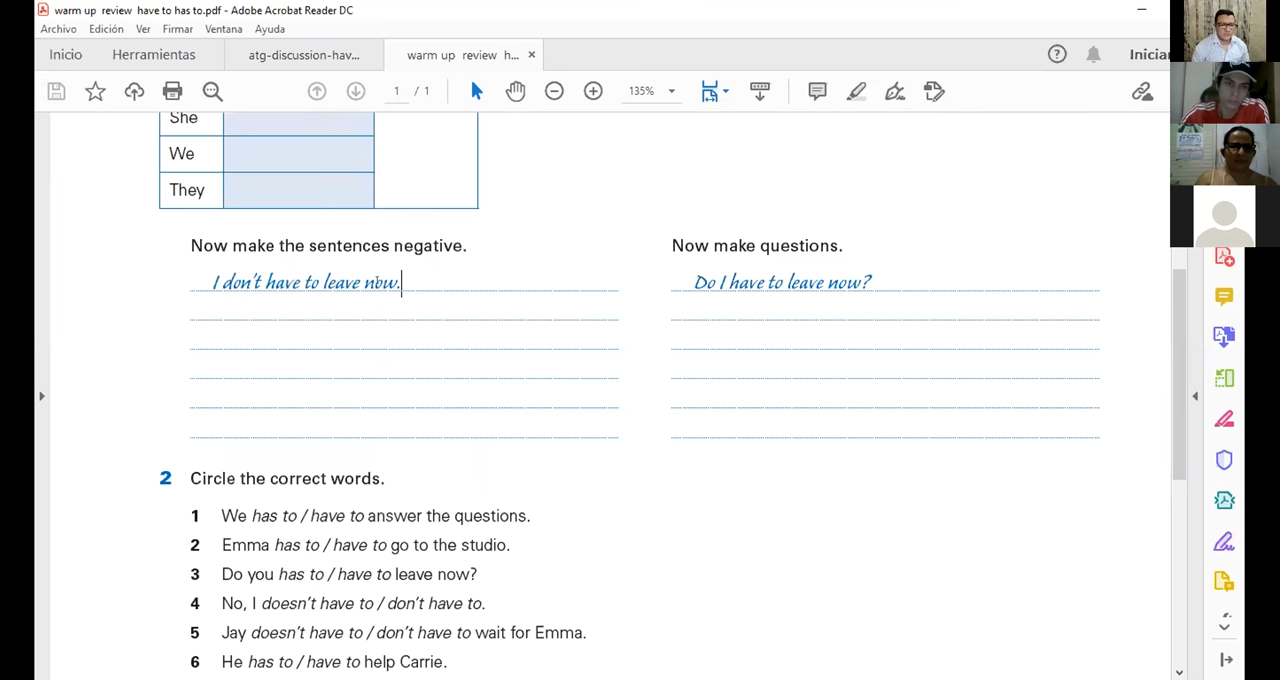 warm up  review  have to has to.pdf - Adobe Acrobat Reader DC
Archivo Edición Ver Firmar Ventana Ayuda
Inicio Herramientas atg-discussion-hav... warm up  review  h... × Iniciar
1 / 1 135%
She
We
They
Now make the sentences negative. Now make questions.
I don't have to leave now. Do I have to leave now?
2 Circle the correct words.
1 We has to / have to answer the questions.
2 Emma has to / have to go to the studio.
3 Do you has to / have to leave now?
4 No, I doesn't have to / don't have to.
5 Jay doesn't have to / don't have to wait for Emma.
6 He has to / have to help Carrie.